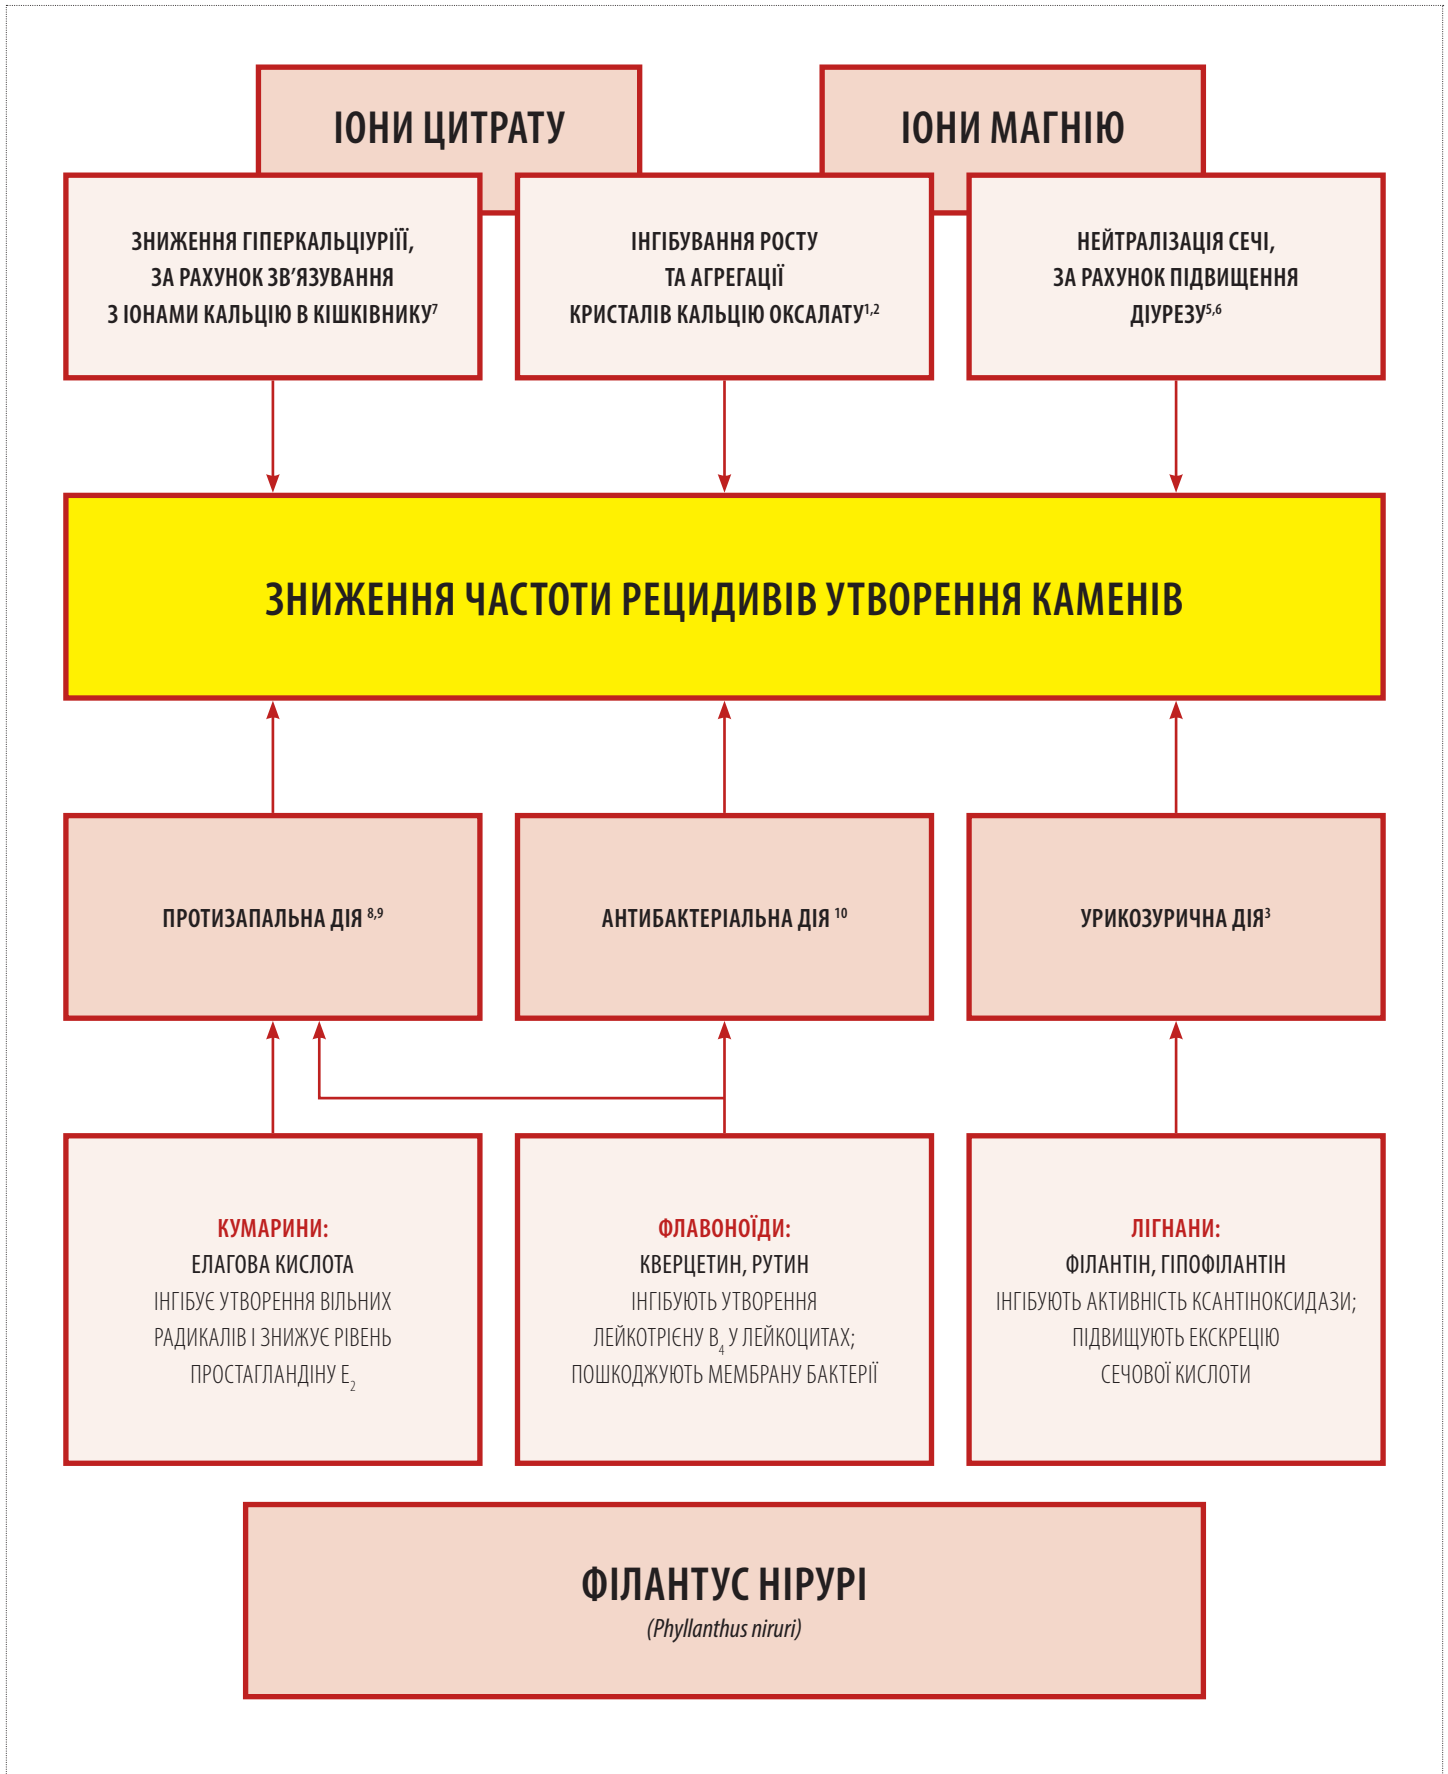 ІОНИ ЦИТРАТУ
ІОНИ МАГНІЮ
ЗНИЖЕННЯ ГІПЕРКАЛЬЦІУРІЇЇ,
ЗА РАХУНОК ЗВ’ЯЗУВАННЯ
З ІОНАМИ КАЛЬЦІЮ В КІШКІВНИКУ⁷
ІНГІБУВАННЯ РОСТУ
ТА АГРЕГАЦІЇ
КРИСТАЛІВ КАЛЬЦІЮ ОКСАЛАТУ¹,²
НЕЙТРАЛІЗАЦІЯ СЕЧІ,
ЗА РАХУНОК ПІДВИЩЕННЯ
ДІУРЕЗУ⁵,⁶
ЗНИЖЕННЯ ЧАСТОТИ РЕЦИДИВІВ УТВОРЕННЯ КАМЕНІВ
ПРОТИЗАПАЛЬНА ДІЯ ⁸,⁹
АНТИБАКТЕРІАЛЬНА ДІЯ ¹⁰
УРИКОЗУРИЧНА ДІЯ³
КУМАРИНИ:
ЕЛАГОВА КИСЛОТА
ІНГІБУЄ УТВОРЕННЯ ВІЛЬНИХ
РАДИКАЛІВ І ЗНИЖУЄ РІВЕНЬ
ПРОСТАГЛАНДІНУ Е₂
ФЛАВОНОЇДИ:
КВЕРЦЕТИН, РУТИН
ІНГІБУЮТЬ УТВОРЕННЯ
ЛЕЙКОТРІЄНУ В₄ У ЛЕЙКОЦИТАХ;
ПОШКОДЖУЮТЬ МЕМБРАНУ БАКТЕРІЇ
ЛІГНАНИ:
ФІЛАНТІН, ГІПОФІЛАНТІН
ІНГІБУЮТЬ АКТИВНІСТЬ КСАНТІНОКСИДАЗИ;
ПІДВИЩУЮТЬ ЕКСКРЕЦІЮ
СЕЧОВОЇ КИСЛОТИ
ФІЛАНТУС НІРУРІ
(Phyllanthus niruri)